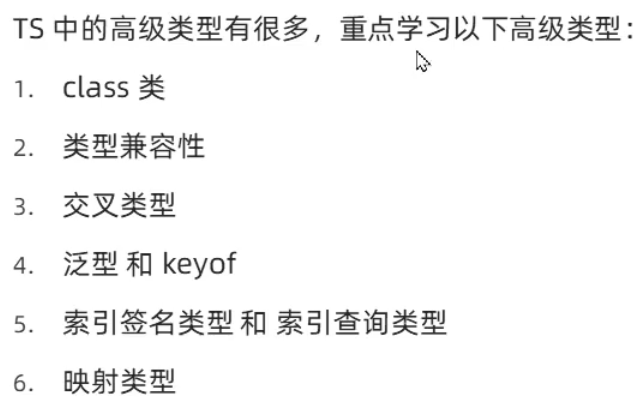 TS 中的高级类型有很多，重点学习以下高级类型：
1. class 类
2. 类型兼容性
3. 交叉类型
4. 泛型 和 keyof
5. 索引签名类型 和 索引查询类型
6. 映射类型